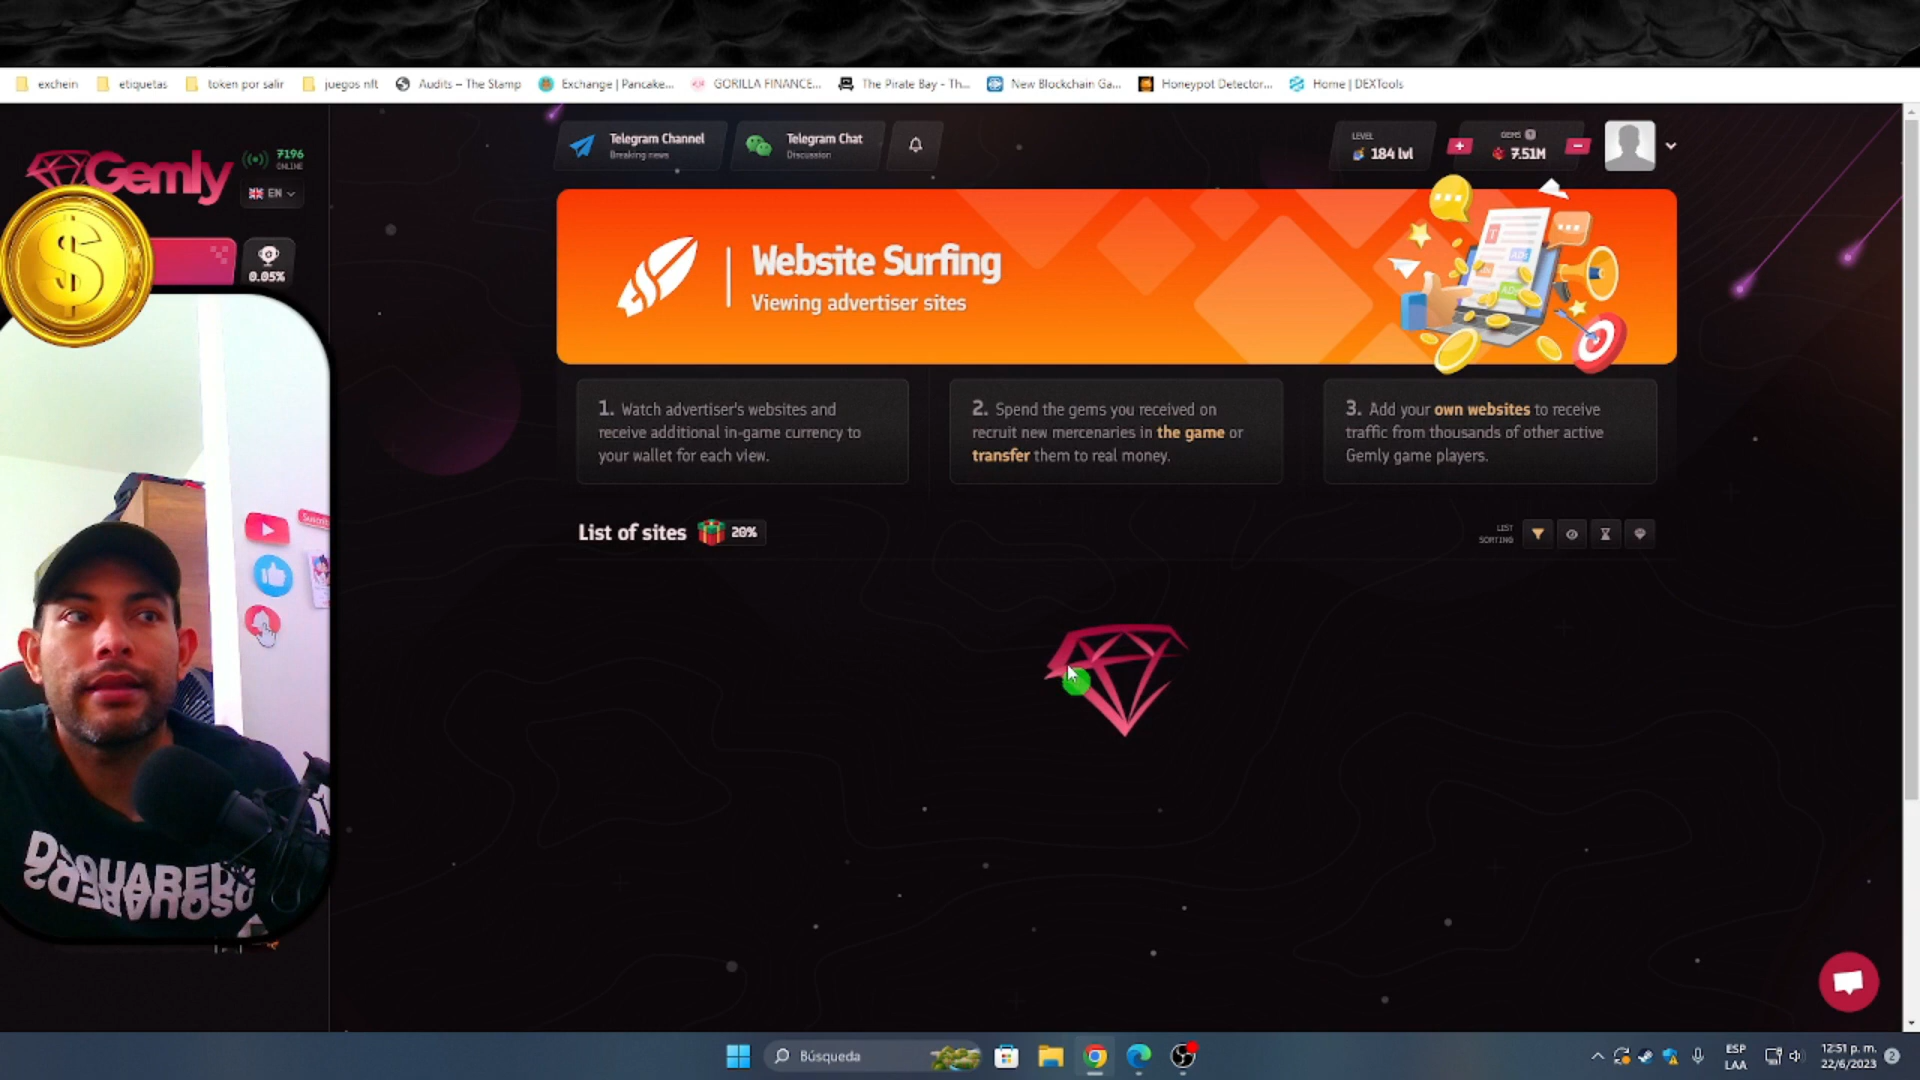 exchein
etiquetas
token por salir
juegos nft
Audits – The Stamp
Exchange | Pancake...
GORILLA FINANCE...
The Pirate Bay - Th...
New Blockchain Ga...
Honeypot Detector...
Home | DEXTools
Gemly
7196
ONLINE
EN
0.05%
Telegram Channel
Breaking news
Telegram Chat
Discussion
LEVEL
184 lvl
GEMS
7.51M
Website Surfing
Viewing advertiser sites
1. Watch advertiser's websites and
receive additional in-game currency to
your wallet for each view.
2. Spend the gems you received on
recruit new mercenaries in the game or
transfer them to real money.
3. Add your own websites to receive
traffic from thousands of other active
Gemly game players.
List of sites
20%
LIST
SORTING
Búsqueda
ESP
LAA
12:51 p. m.
22/6/2023
2